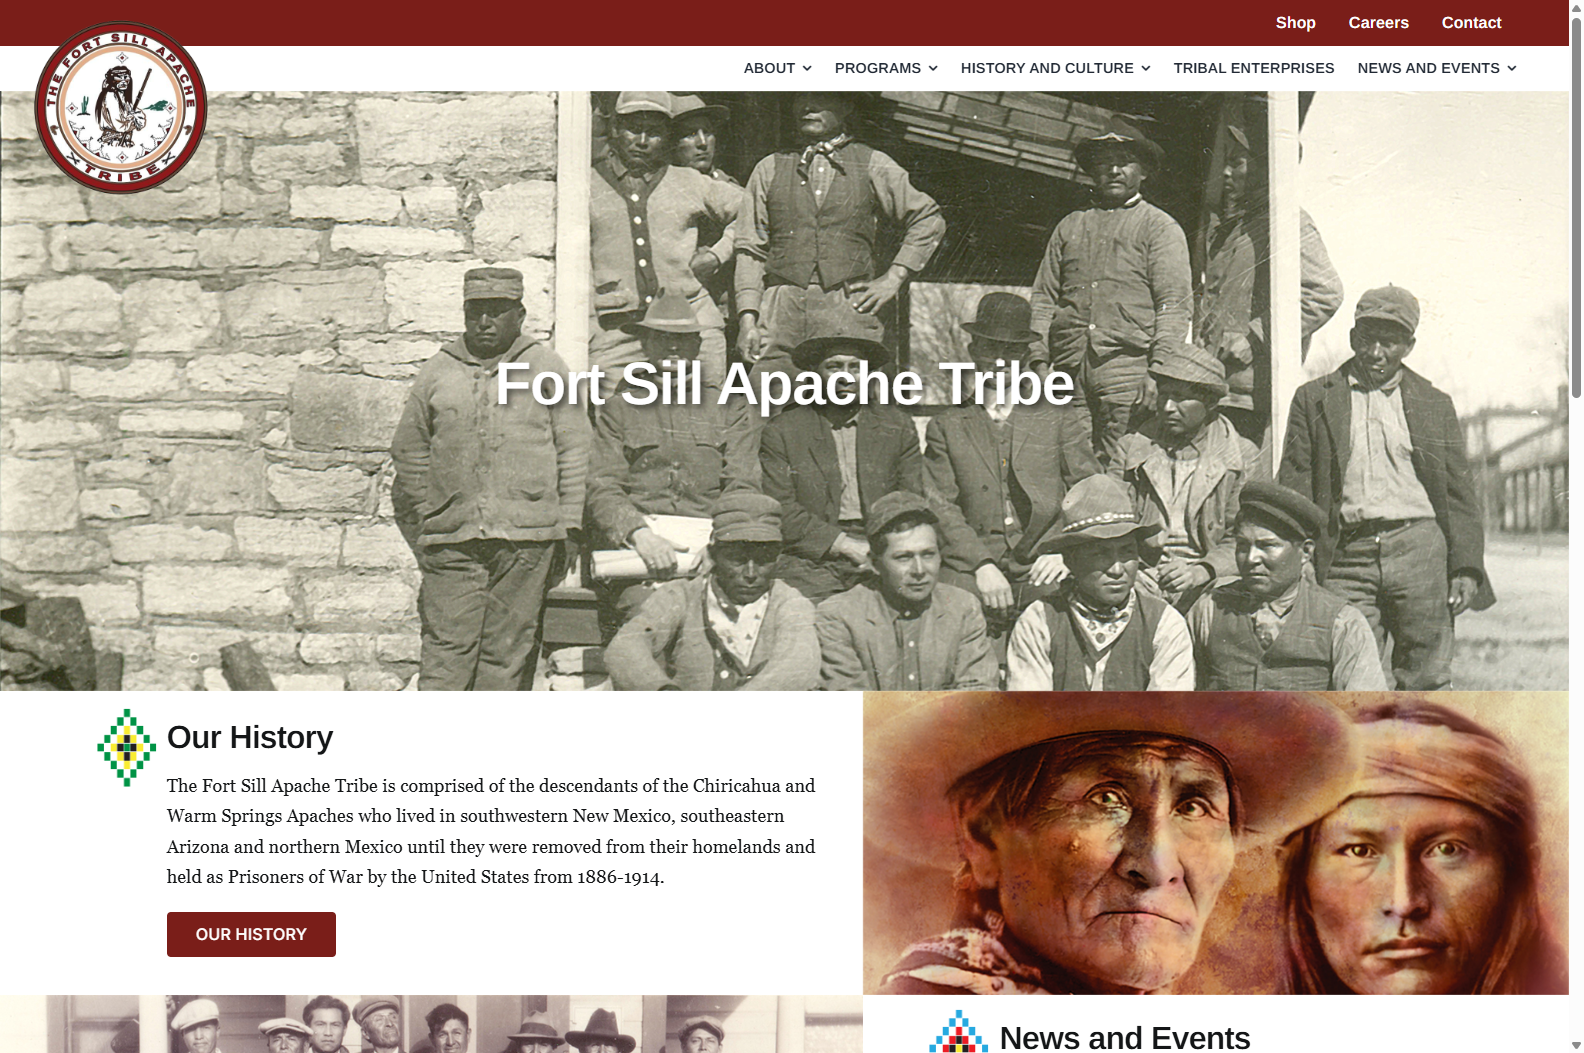 Shop Careers Contact
THE FORT SILL APACHE
TRIBE
ABOUT PROGRAMS HISTORY AND CULTURE TRIBAL ENTERPRISES NEWS AND EVENTS
Fort Sill Apache Tribe
Our History
The Fort Sill Apache Tribe is comprised of the descendants of the Chiricahua and
Warm Springs Apaches who lived in southwestern New Mexico, southeastern
Arizona and northern Mexico until they were removed from their homelands and
held as Prisoners of War by the United States from 1886-1914.
OUR HISTORY
News and Events